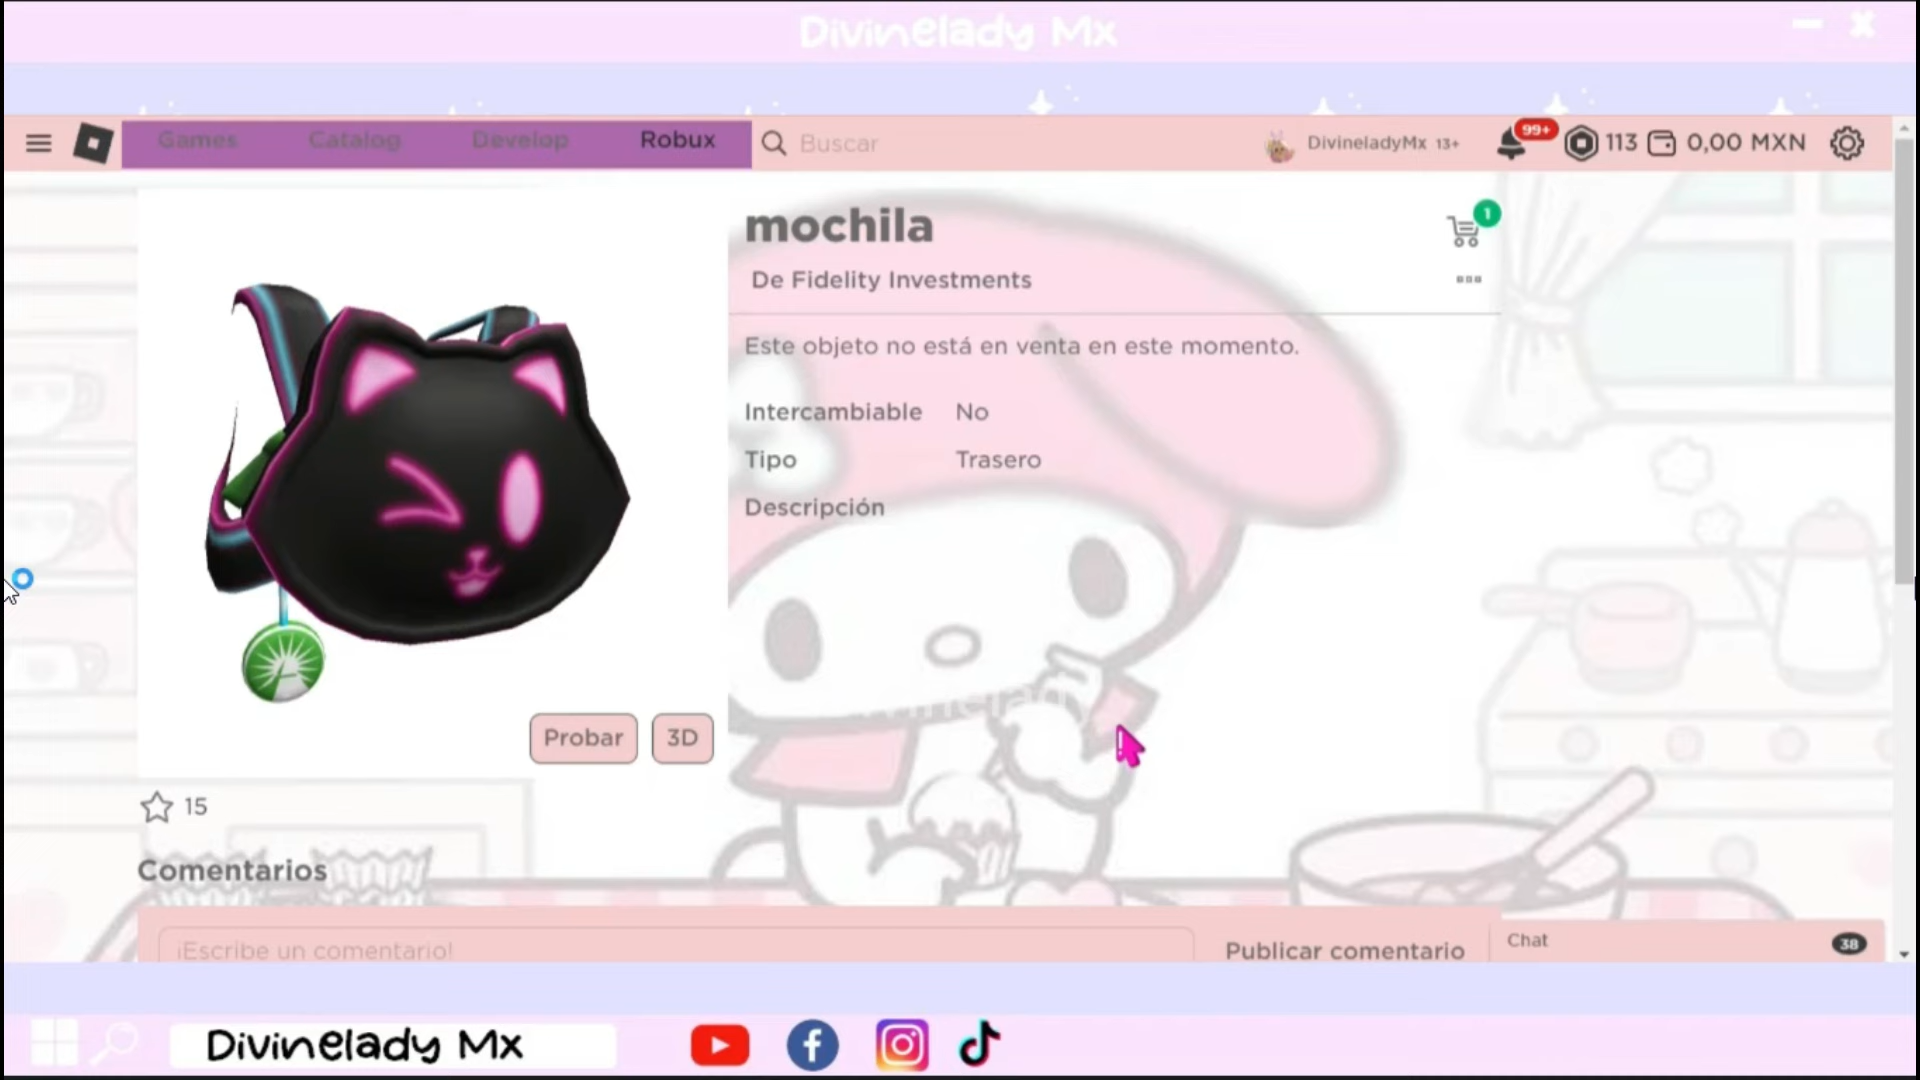 Divinelady Mx
Games Catalog Develop Robux
Buscar
DivineladyMx 13+
99+
113
0,00 MXN
mochila
1
De Fidelity Investments
Este objeto no está en venta en este momento.
Intercambiable No
Tipo Trasero
Descripción
Probar 3D
15
Comentarios
¡Escribe un comentario!
Publicar comentario
Chat 38
Divinelady Mx